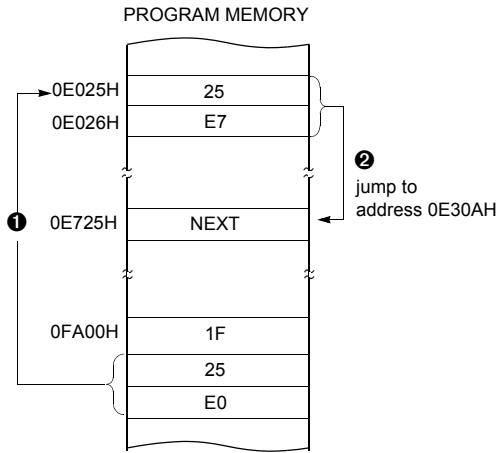 PROGRAM MEMORY
0E025H 25
0E026H E7
❷
jump to
address 0E30AH
❶ 0E725H NEXT
0FA00H 1F
25
E0